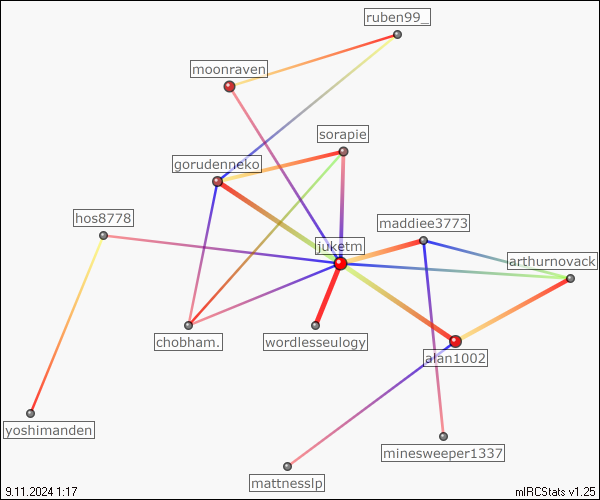 ruben99_
moonraven
sorapie
gorudenneko
hos8778
maddiee3773
juketm
arthurnovack
chobham.
wordlesseulogy
alan1002
yoshimanden
minesweeper1337
mattnesslp
9.11.2024 1:17
mIRCStats v1.25